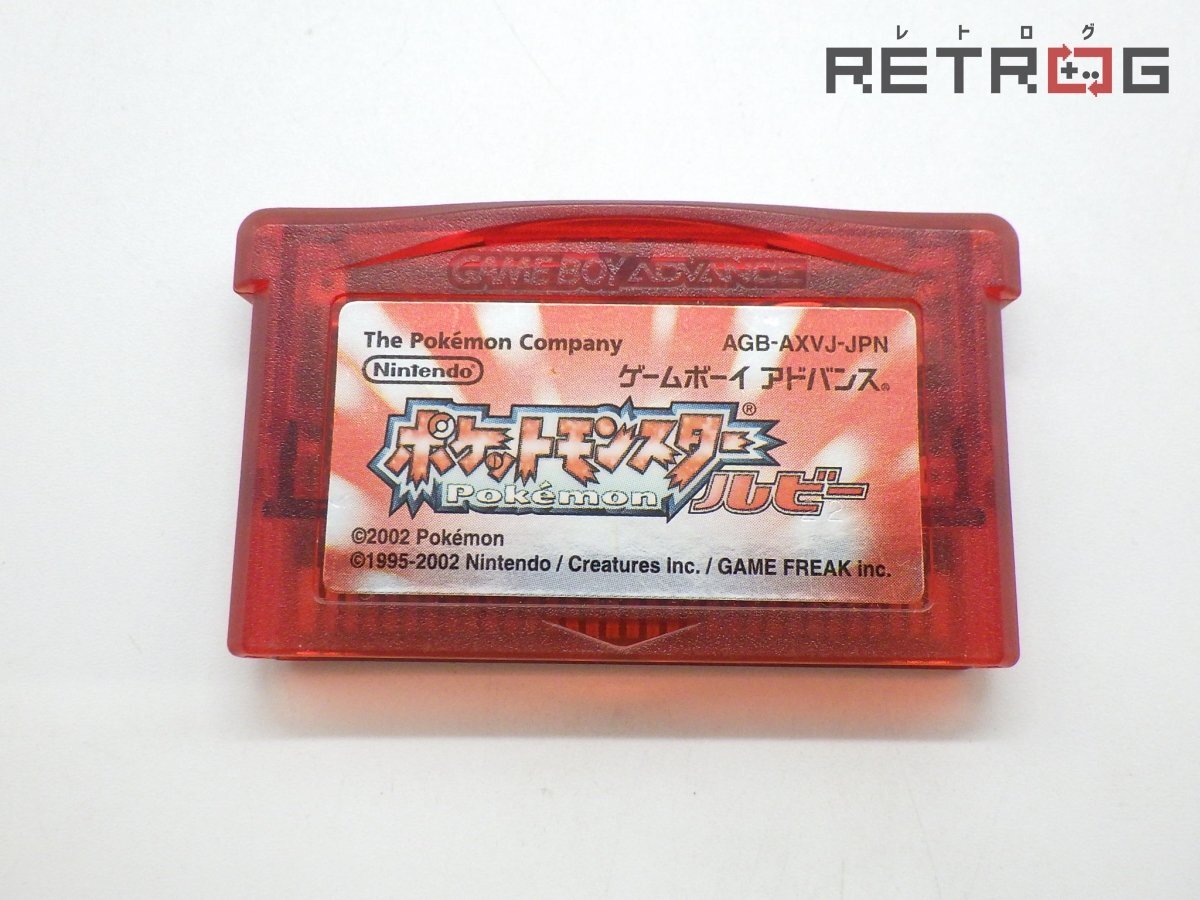 レトログ
RETROG
GAME BOY ADVANCE
The Pokémon Company
AGB-AXVJ-JPN
Nintendo
ゲームボーイ アドバンス®
ポケットモンスター®
Pokémon
ルビー
©2002 Pokémon
©1995-2002 Nintendo / Creatures Inc. / GAME FREAK inc.